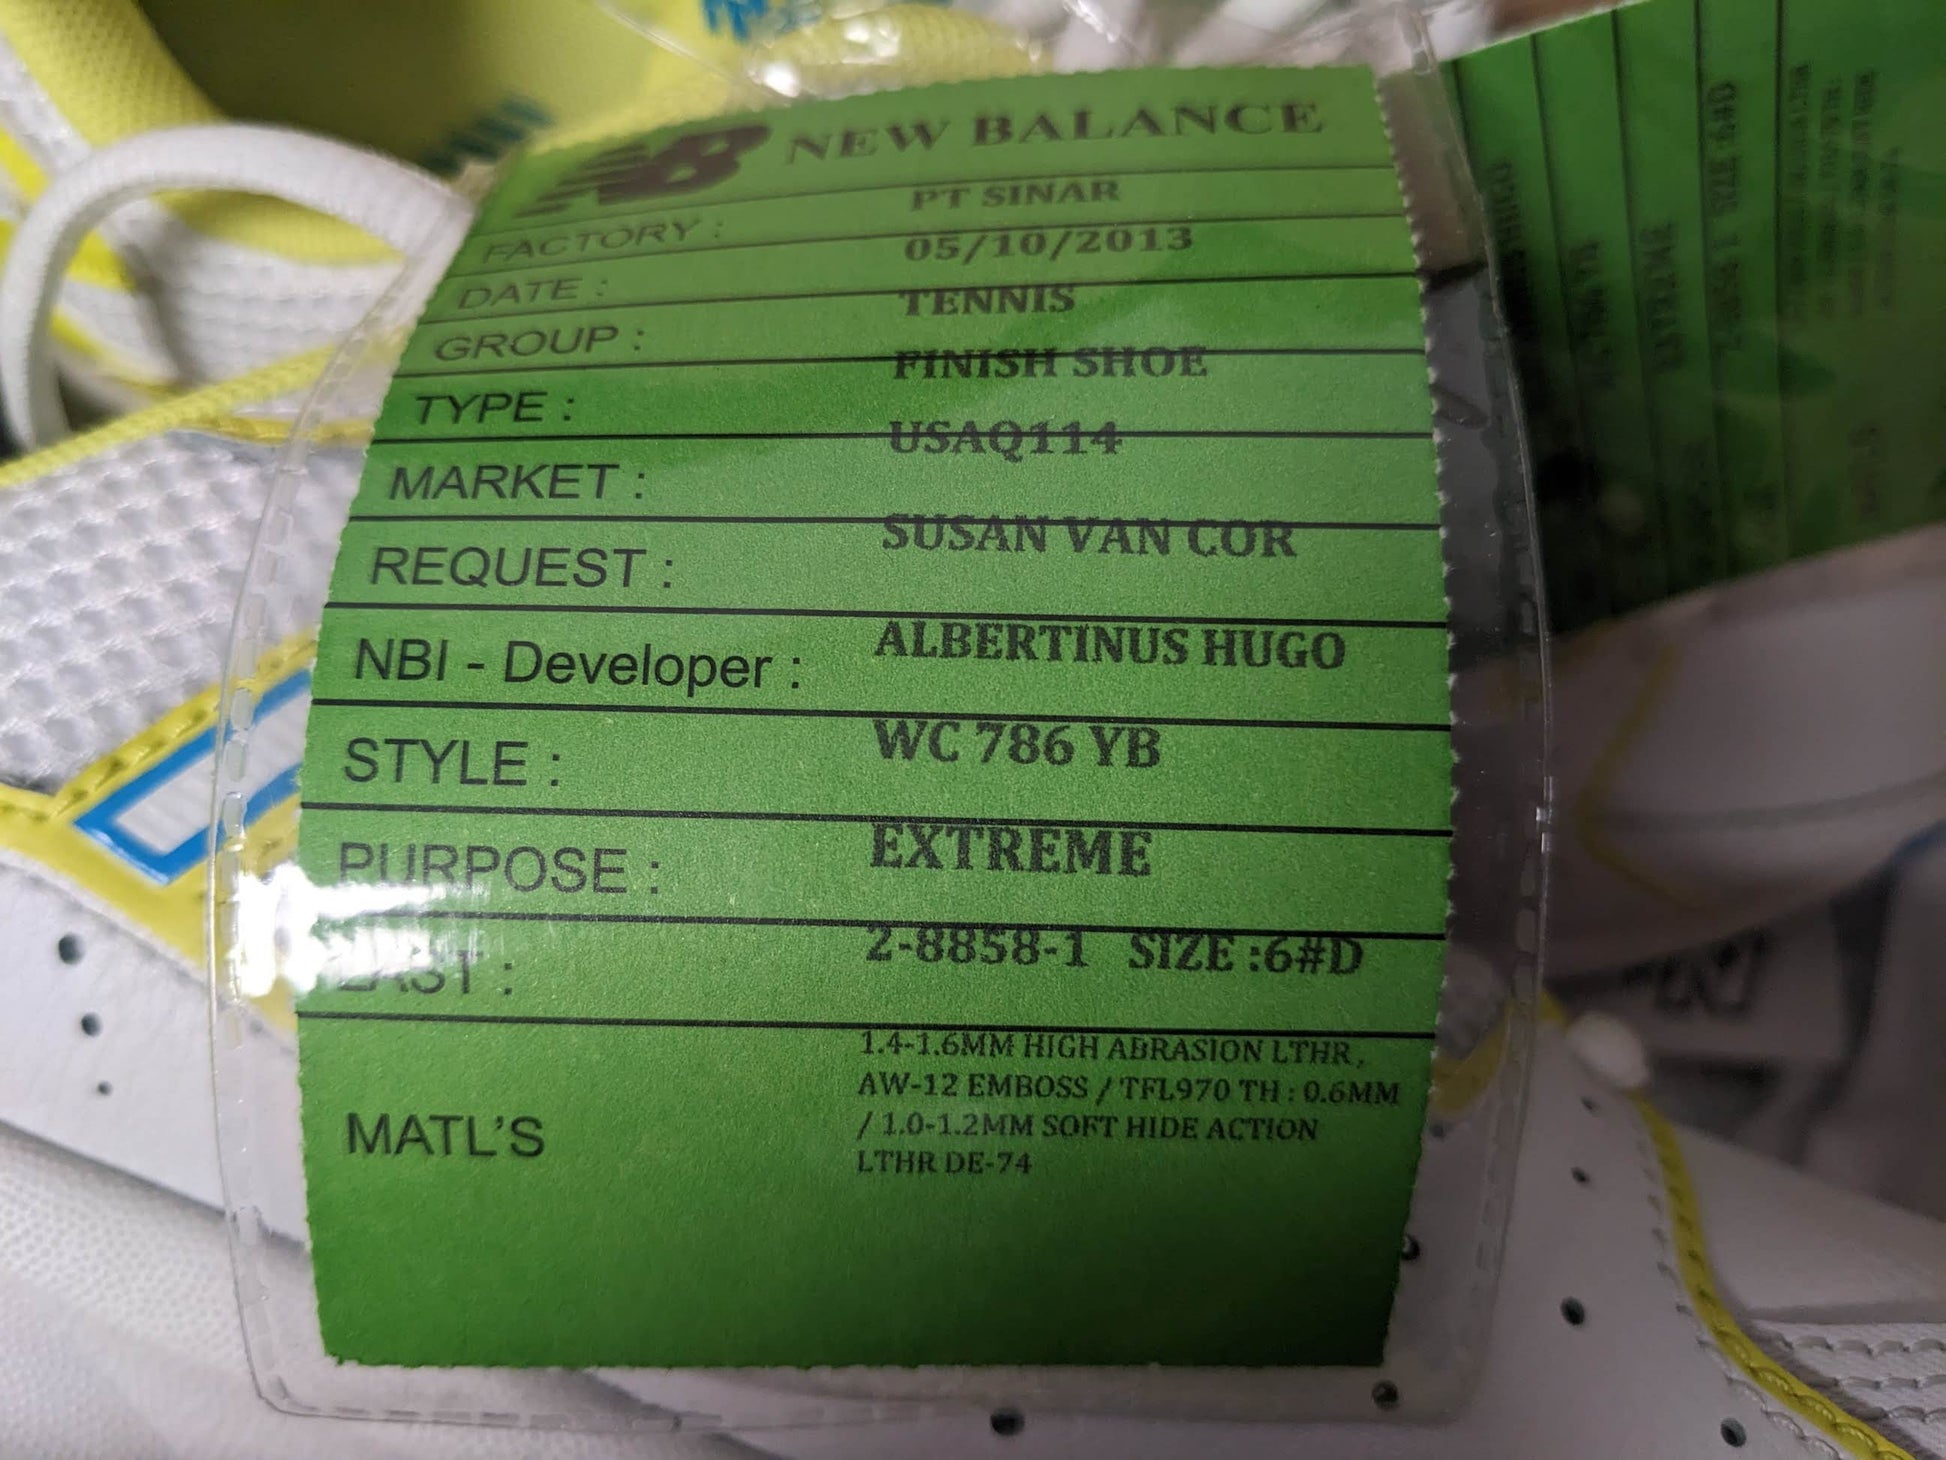 NB NEW BALANCE
FACTORY : PT SINAR
DATE : 05/10/2013
GROUP : TENNIS
TYPE : FINISH SHOE
MARKET : USAQ114
REQUEST : SUSAN VAN COR
NBI - Developer : ALBERTINUS HUGO
STYLE : WC 786 YB
PURPOSE : EXTREME
LAST : 2-8858-1 SIZE :6#D
MATL'S 1.4-1.6MM HIGH ABRASION LTHR,
AW-12 EMBOSS / TFL970 TH : 0.6MM
/ 1.0-1.2MM SOFT HIDE ACTION
LTHR DE-74